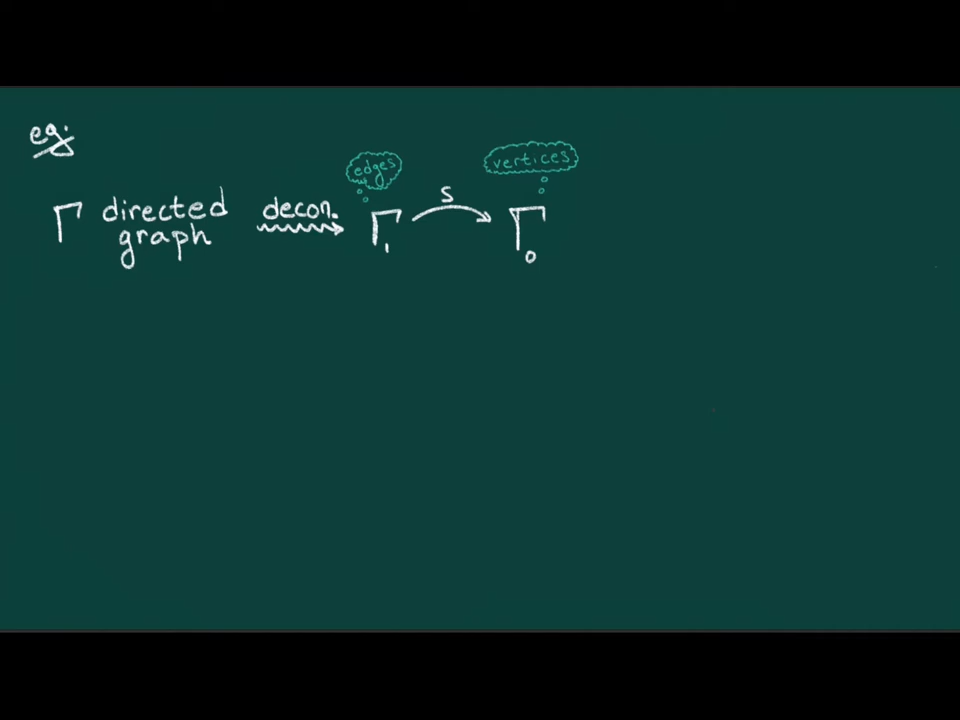 eg:
edges
vertices
Γ directed graph decon. Γ₁ s Γ₀